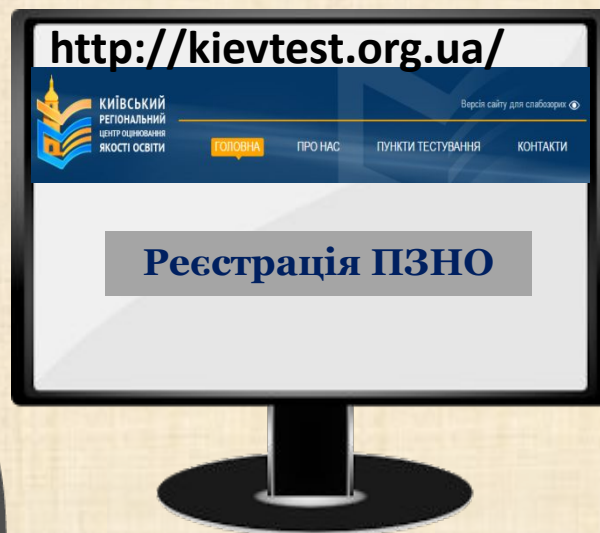 http://kievtest.org.ua/
КИЇВСЬКИЙ
РЕГІОНАЛЬНИЙ
ЦЕНТР ОЦІНЮВАННЯ
ЯКОСТІ ОСВІТИ
Версія сайту для слабозорих
ГОЛОВНА ПРО НАС ПУНКТИ ТЕСТУВАННЯ КОНТАКТИ
Реєстрація ПЗНО